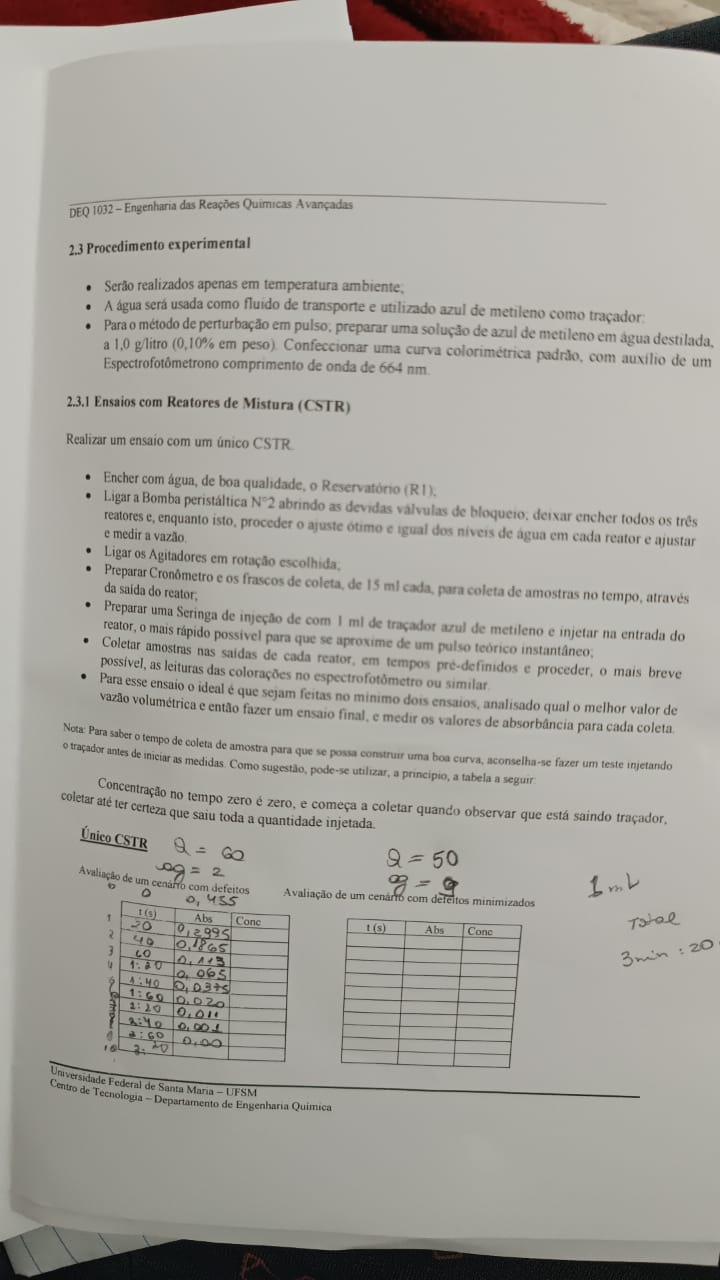 DEQ 1032 – Engenharia das Reações Químicas Avançadas
2.3 Procedimento experimental
• Serão realizados apenas em temperatura ambiente;
• A água será usada como fluido de transporte e utilizado azul de metileno como traçador:
• Para o método de perturbação em pulso; preparar uma solução de azul de metileno em água destilada,
a 1,0 g/litro (0,10% em peso). Confeccionar uma curva colorimétrica padrão, com auxílio de um
Espectrofotômetrono comprimento de onda de 664 nm.
2.3.1 Ensaios com Reatores de Mistura (CSTR)
Realizar um ensaio com um único CSTR.
• Encher com água, de boa qualidade, o Reservatório (R1);
• Ligar a Bomba peristáltica N°2 abrindo as devidas válvulas de bloqueio; deixar encher todos os três
reatores e, enquanto isto, proceder o ajuste ótimo e igual dos níveis de água em cada reator e ajustar
e medir a vazão.
• Ligar os Agitadores em rotação escolhida;
• Preparar Cronômetro e os frascos de coleta, de 15 ml cada, para coleta de amostras no tempo, através
da saída do reator;
• Preparar uma Seringa de injeção de com 1 ml de traçador azul de metileno e injetar na entrada do
reator, o mais rápido possível para que se aproxime de um pulso teórico instantâneo;
• Coletar amostras nas saídas de cada reator, em tempos pré-definidos e proceder, o mais breve
possível, as leituras das colorações no espectrofotômetro ou similar.
• Para esse ensaio o ideal é que sejam feitas no mínimo dois ensaios, analisado qual o melhor valor de
vazão volumétrica e então fazer um ensaio final, e medir os valores de absorbância para cada coleta.
Nota: Para saber o tempo de coleta de amostra para que se possa construir uma boa curva, aconselha-se fazer um teste injetando
o traçador antes de iniciar as medidas. Como sugestão, pode-se utilizar, a princípio, a tabela a seguir:
Concentração no tempo zero é zero, e começa a coletar quando observar que está saindo traçador,
coletar até ter certeza que saiu toda a quantidade injetada.
Único CSTR
Q = 60
ag = 2
Avaliação de um cenário com defeitos
0 0 0,455
t (s) Abs Conc
1 20 0,2995
2 40 0,1865
3 60 0,113
4 1:20 0,065
5 1:40 0,0375
1:60 0,020
2:20 0,011
8 2:40 0,001
9 2:60 0,00
10 3:20
Q = 50
ag =
Avaliação de um cenário com defeitos minimizados
t (s) Abs Conc
1 mL
Total
3min : 20
Universidade Federal de Santa Maria – UFSM
Centro de Tecnologia – Departamento de Engenharia Química